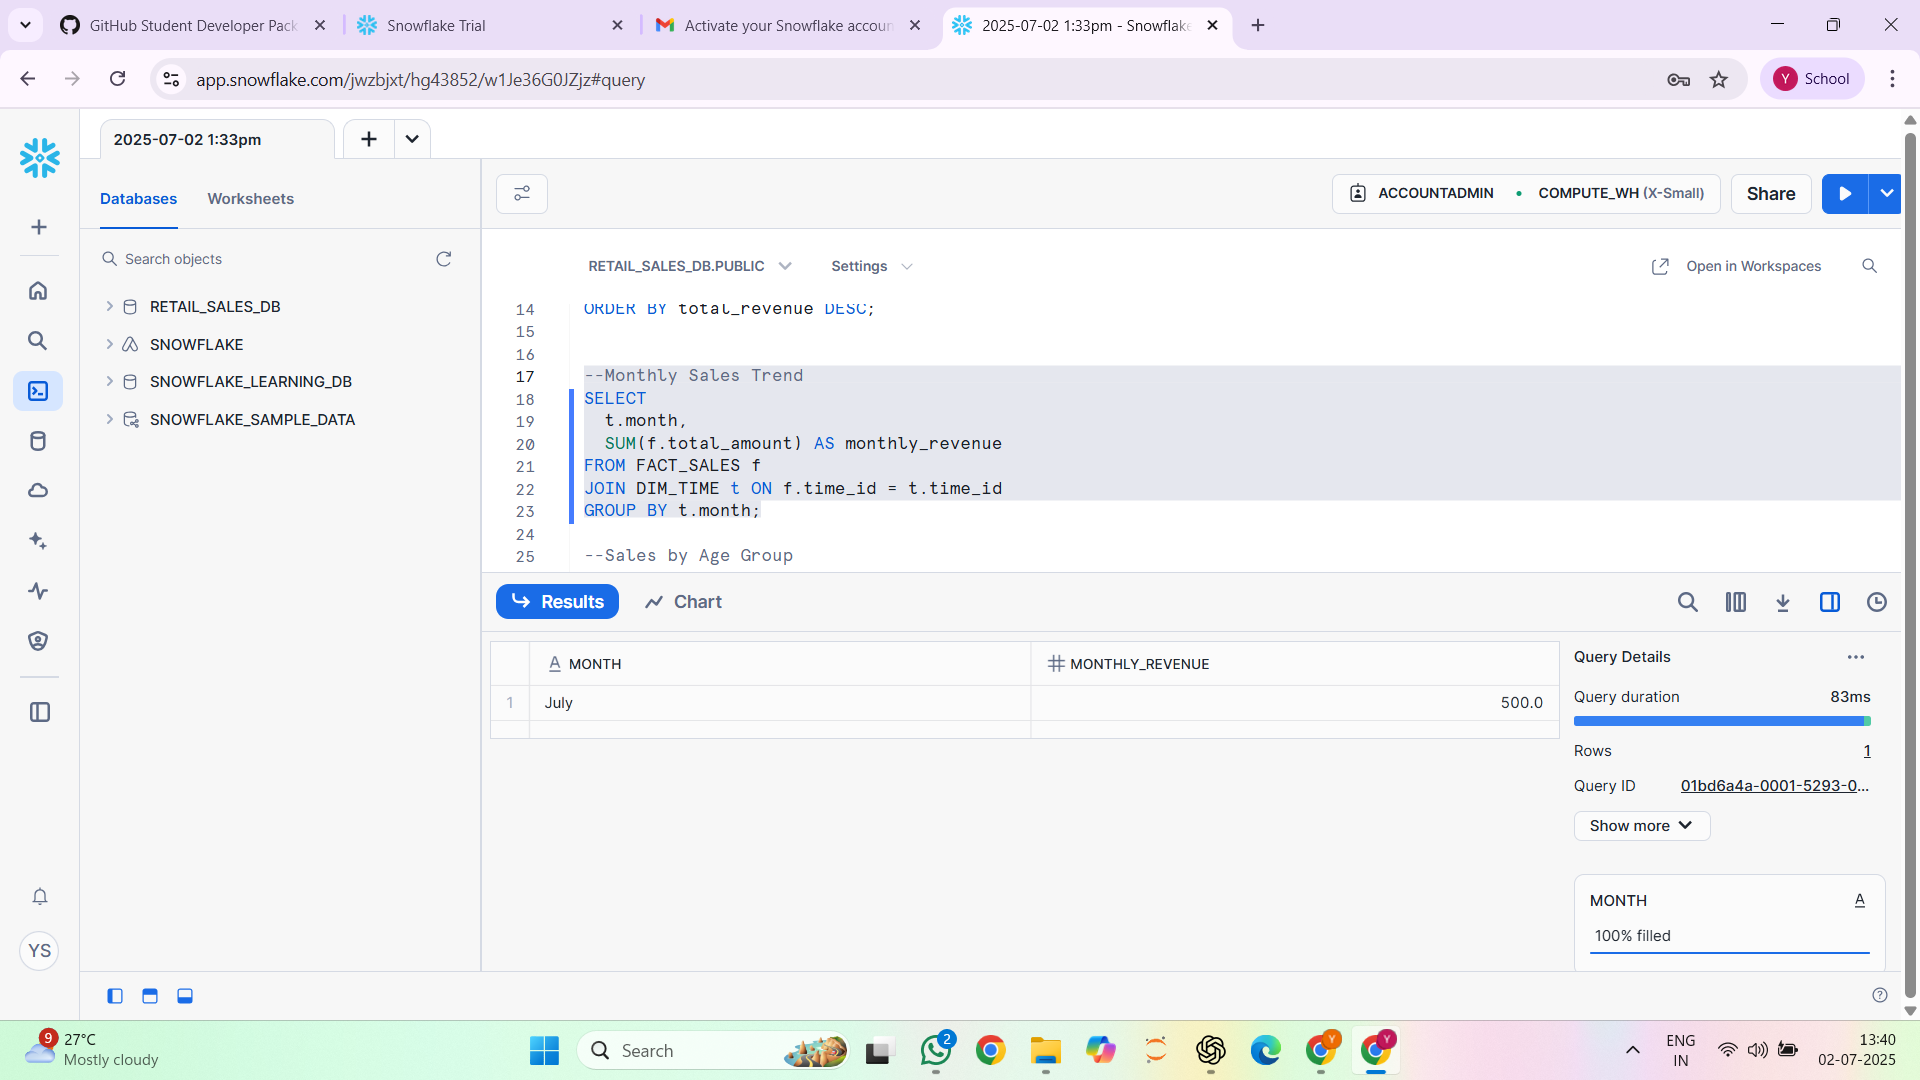 GitHub Student Developer Pack
Snowflake Trial
Activate your Snowflake accoun
2025-07-02 1:33pm - Snowflake
app.snowflake.com/jwzbjxt/hg43852/w1Je36G0JZjz#query
Y School
2025-07-02 1:33pm
Databases
Worksheets
ACCOUNTADMIN
COMPUTE_WH (X-Small)
Share
Search objects
RETAIL_SALES_DB.PUBLIC
Settings
Open in Workspaces
RETAIL_SALES_DB
SNOWFLAKE
SNOWFLAKE_LEARNING_DB
SNOWFLAKE_SAMPLE_DATA
14 ORDER BY total_revenue DESC;
15
16
17 --Monthly Sales Trend
18 SELECT
19 t.month,
20 SUM(f.total_amount) AS monthly_revenue
21 FROM FACT_SALES f
22 JOIN DIM_TIME t ON f.time_id = t.time_id
23 GROUP BY t.month;
24
25 --Sales by Age Group
Results
Chart
A MONTH
MONTHLY_REVENUE
1 July 500.0
Query Details
Query duration 83ms
Rows 1
Query ID 01bd6a4a-0001-5293-0...
Show more
MONTH A
100% filled
YS
9
27°C
Mostly cloudy
Search
2
Y
Y
ENG
IN
13:40
02-07-2025